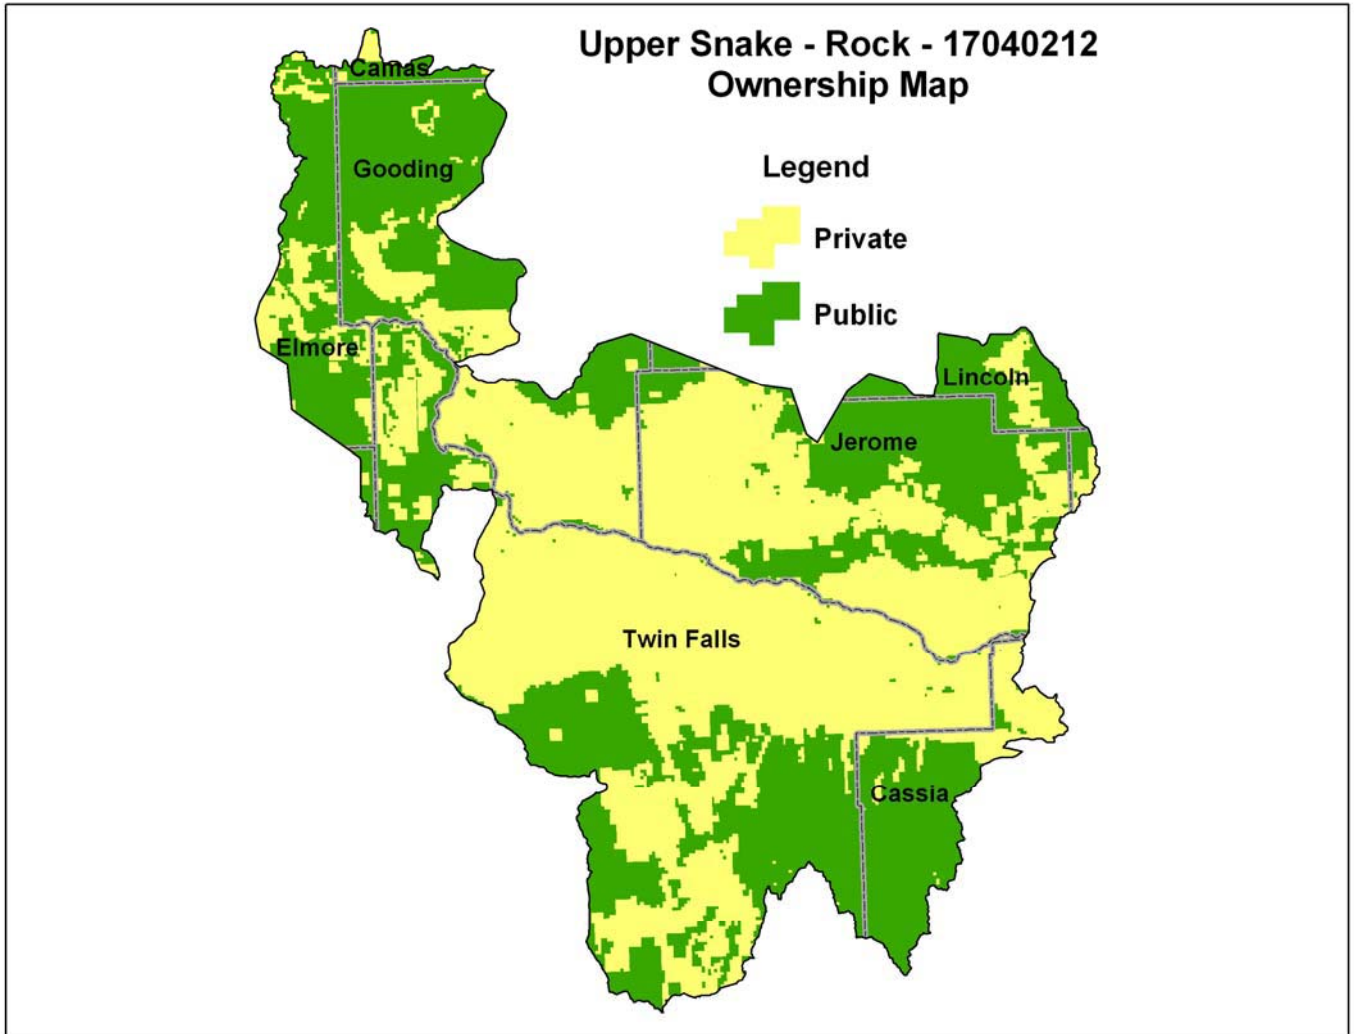 Upper Snake - Rock - 17040212
Ownership Map
Legend
Private
Public
Camas
Gooding
Elmore
Lincoln
Jerome
Twin Falls
Cassia